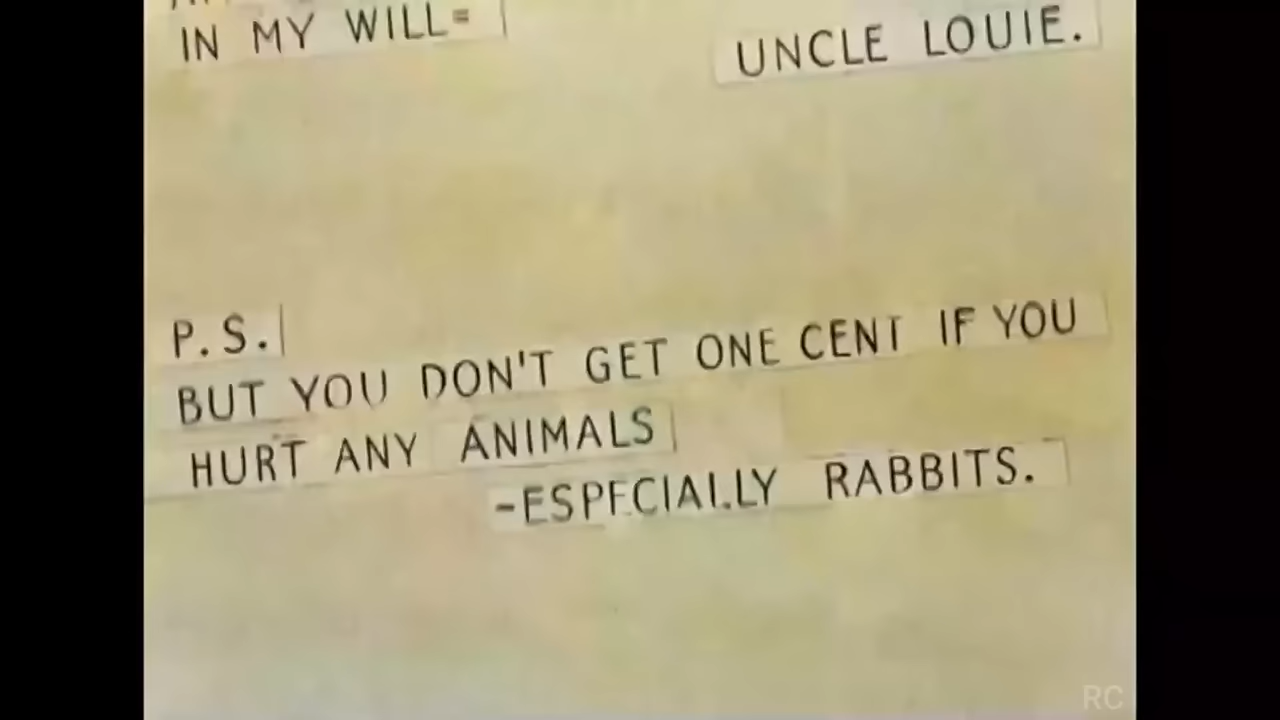 IN MY WILL=
UNCLE LOUIE.
P.S.
BUT YOU DON'T GET ONE CENT IF YOU
HURT ANY ANIMALS
-ESPECIALLY RABBITS.
RC